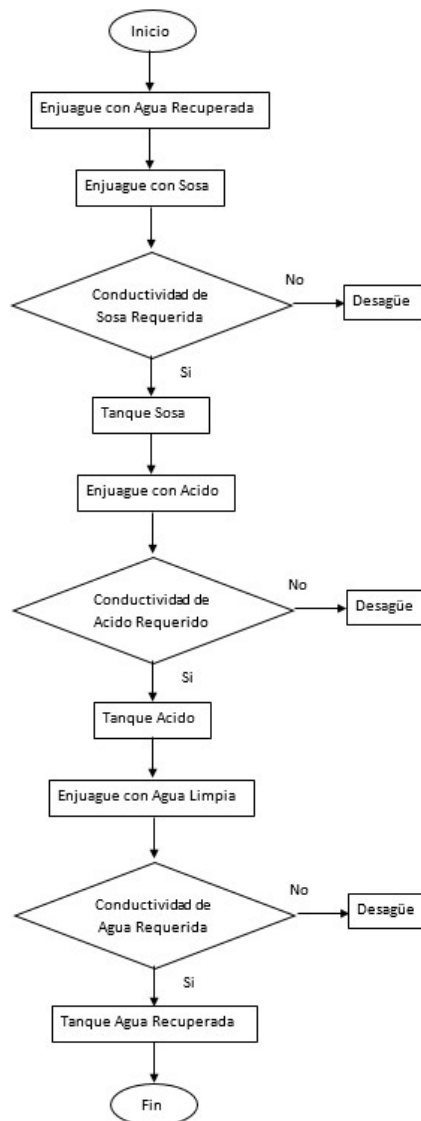 Inicio
Enjuague con Agua Recuperada
Enjuague con Sosa
Conductividad de
Sosa Requerida
No
Desagüe
Si
Tanque Sosa
Enjuague con Acido
Conductividad de
Acido Requerido
No
Desagüe
Si
Tanque Acido
Enjuague con Agua Limpia
Conductividad de
Agua Requerida
No
Desagüe
Si
Tanque Agua Recuperada
Fin